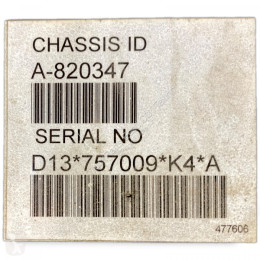 CHASSIS ID
A-820347
SERIAL NO
D13*757009*K4*A
477606